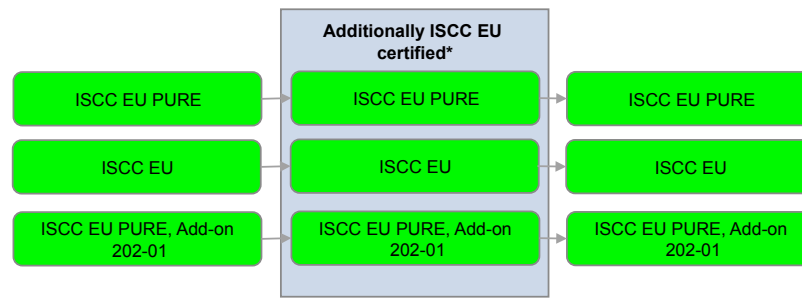 Additionally ISCC EU
certified*
ISCC EU PURE
ISCC EU PURE
ISCC EU PURE
ISCC EU
ISCC EU
ISCC EU
ISCC EU PURE, Add-on
202-01
ISCC EU PURE, Add-on
202-01
ISCC EU PURE, Add-on
202-01